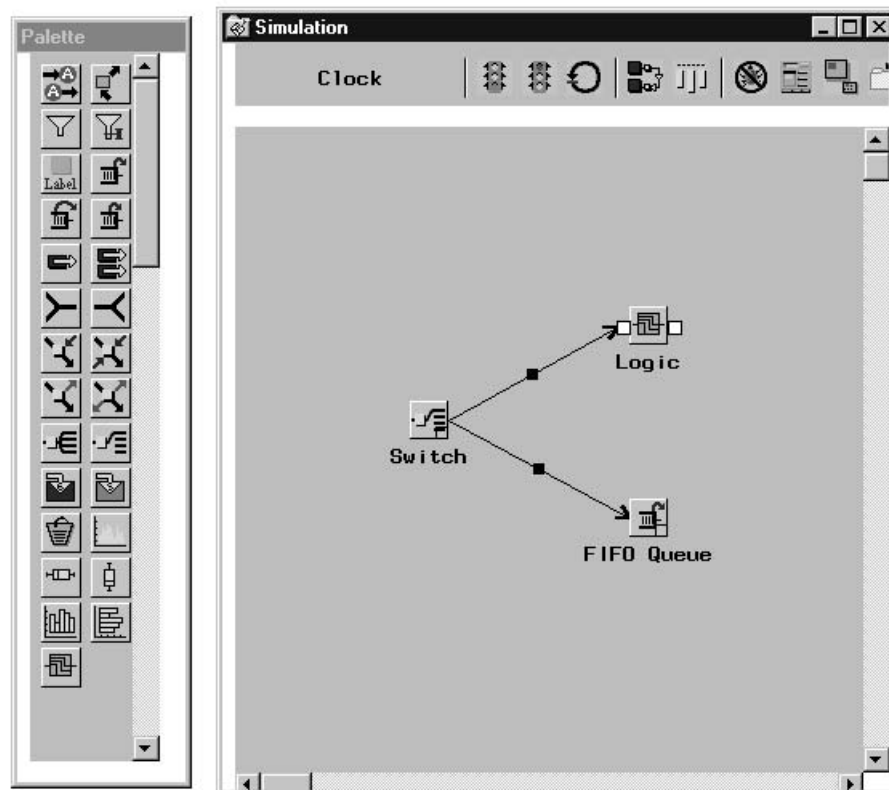 Palette
Label
Simulation
Clock
Logic
Switch
FIFO Queue